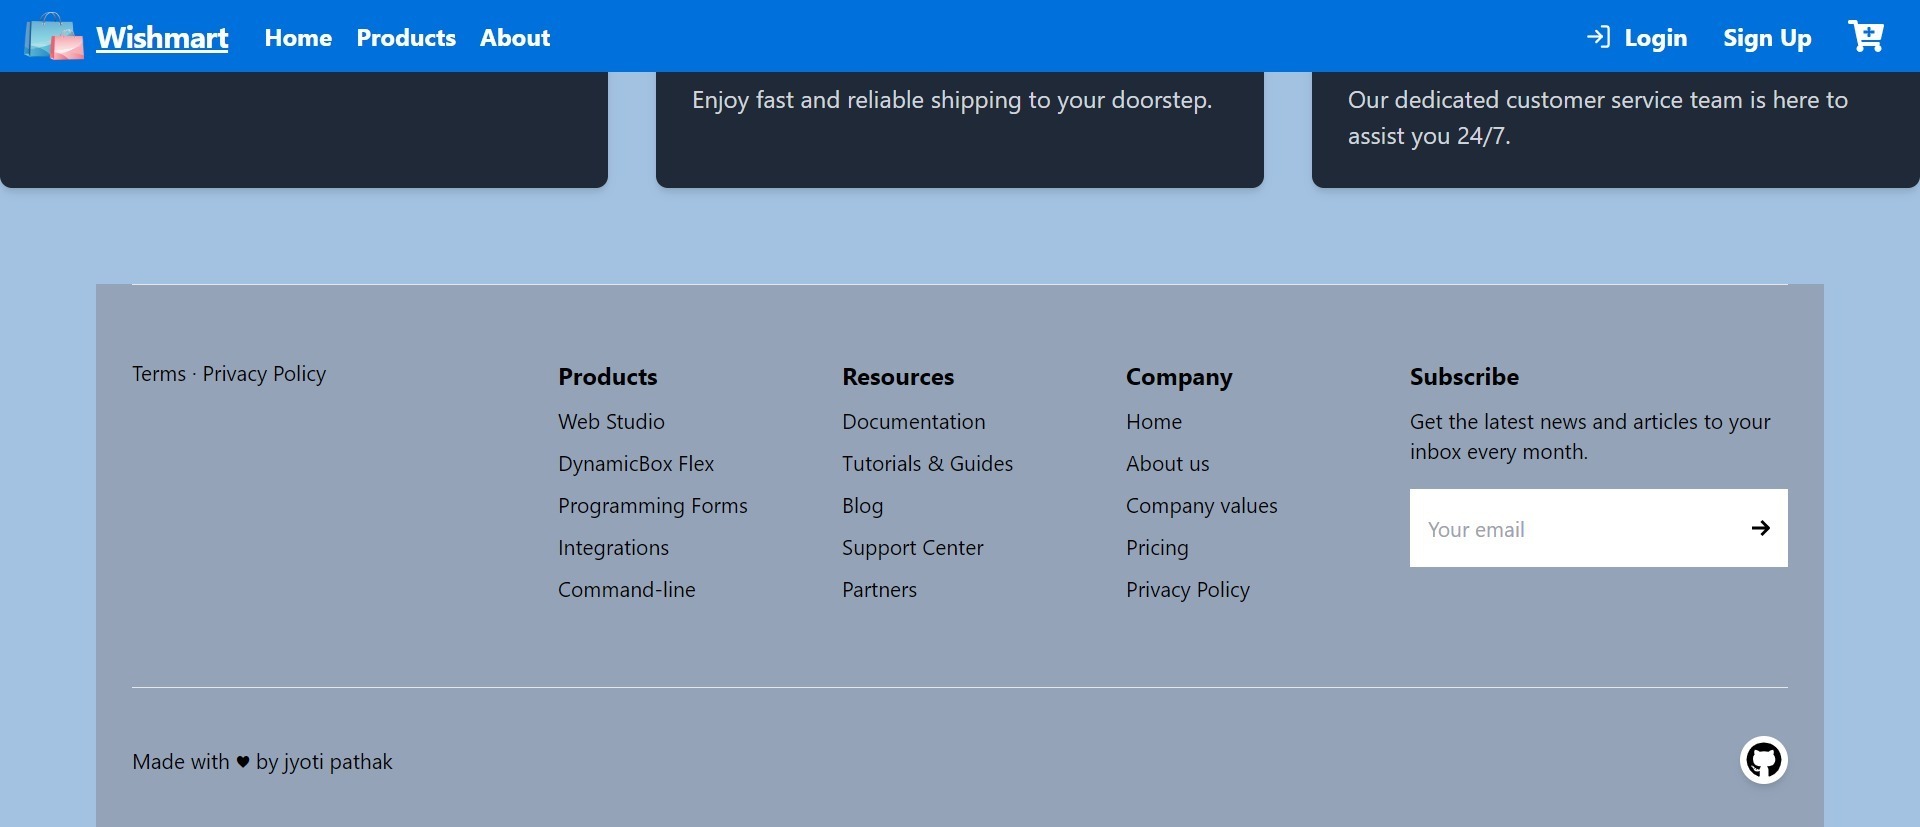 Wishmart Home Products About Login Sign Up
Enjoy fast and reliable shipping to your doorstep.
Our dedicated customer service team is here to
assist you 24/7.
Terms · Privacy Policy
Products
Web Studio
DynamicBox Flex
Programming Forms
Integrations
Command-line
Resources
Documentation
Tutorials & Guides
Blog
Support Center
Partners
Company
Home
About us
Company values
Pricing
Privacy Policy
Subscribe
Get the latest news and articles to your
inbox every month.
Your email
Made with ♥ by jyoti pathak